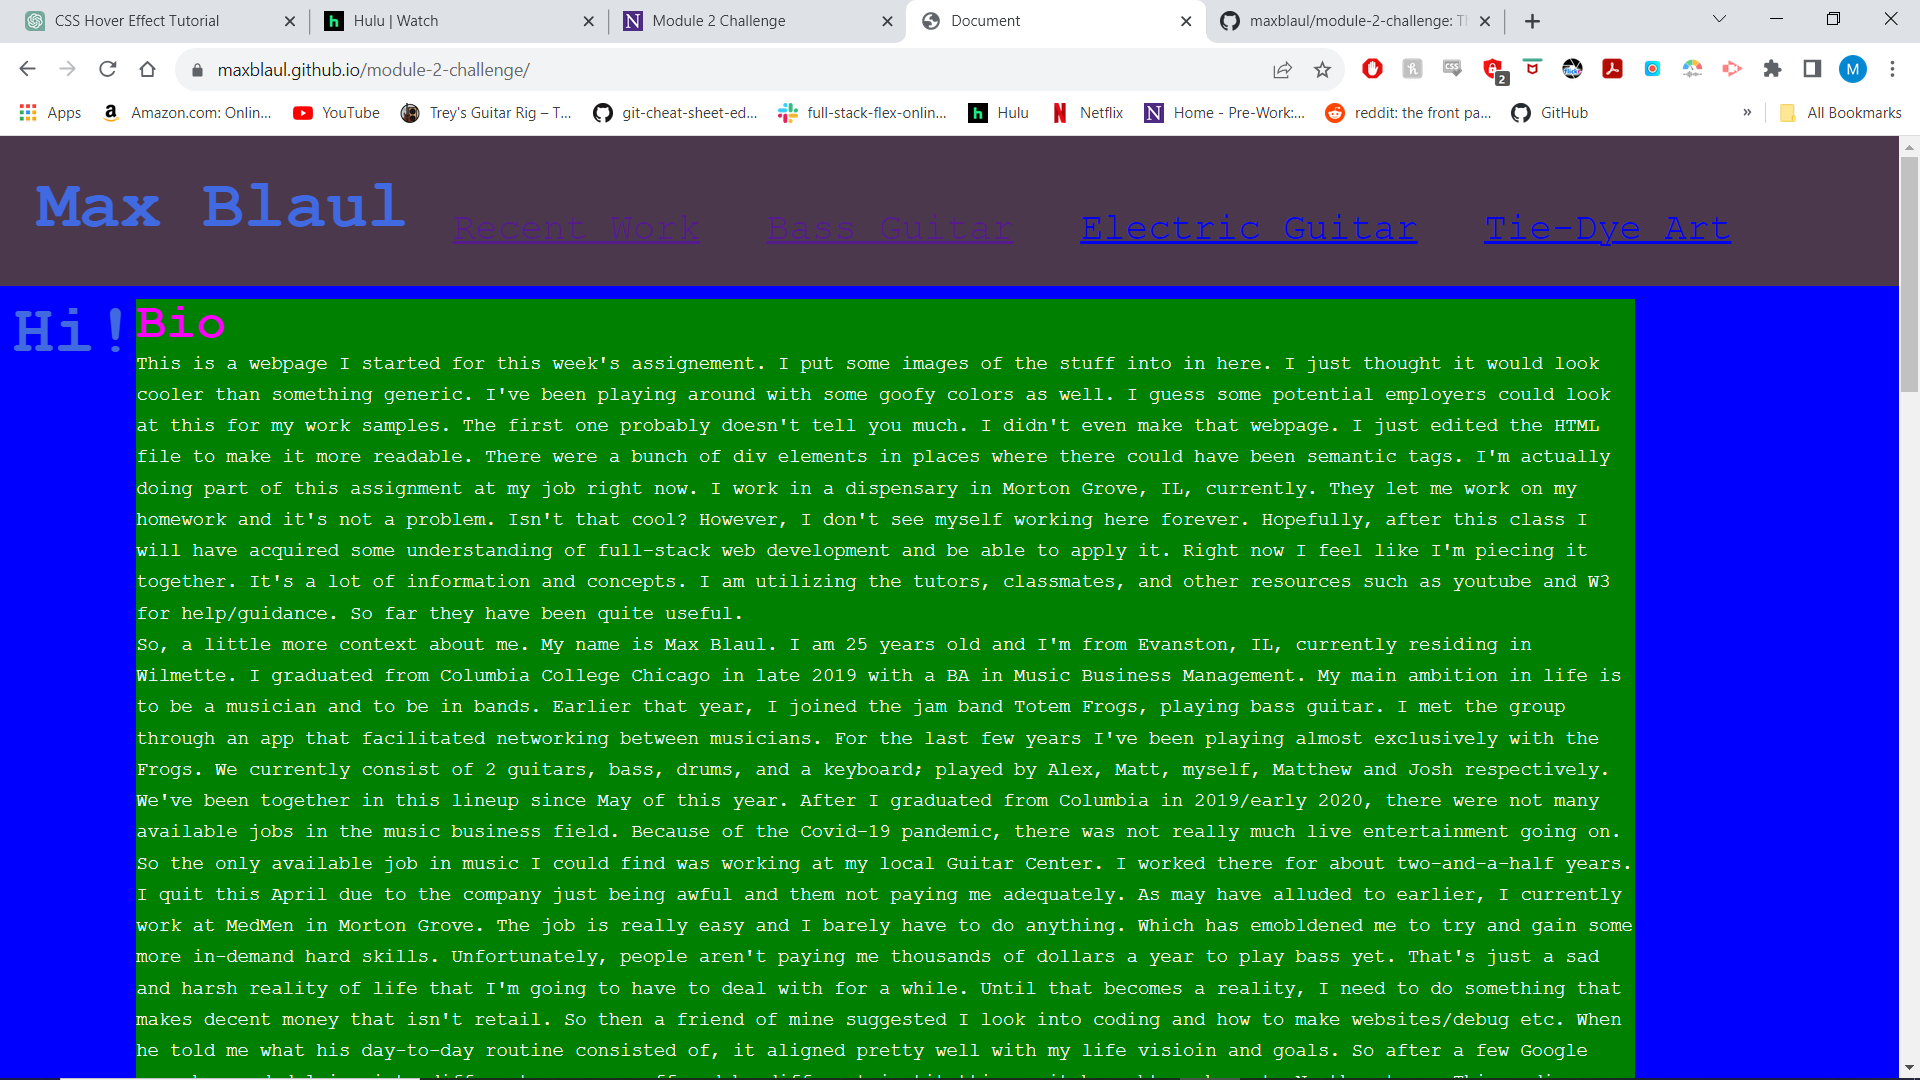 CSS Hover Effect Tutorial
Hulu | Watch
Module 2 Challenge
Document
maxblaul/module-2-challenge: Th
maxblaul.github.io/module-2-challenge/
2
M
Apps
Amazon.com: Onlin...
YouTube
Trey's Guitar Rig – T...
git-cheat-sheet-ed...
full-stack-flex-onlin...
Hulu
Netflix
Home - Pre-Work:...
reddit: the front pa...
GitHub
»
All Bookmarks
Max Blaul
Recent Work
Bass Guitar
Electric Guitar
Tie-Dye Art
Hi!
Bio
This is a webpage I started for this week's assignement. I put some images of the stuff into in here. I just thought it would look
cooler than something generic. I've been playing around with some goofy colors as well. I guess some potential employers could look
at this for my work samples. The first one probably doesn't tell you much. I didn't even make that webpage. I just edited the HTML
file to make it more readable. There were a bunch of div elements in places where there could have been semantic tags. I'm actually
doing part of this assignment at my job right now. I work in a dispensary in Morton Grove, IL, currently. They let me work on my
homework and it's not a problem. Isn't that cool? However, I don't see myself working here forever. Hopefully, after this class I
will have acquired some understanding of full-stack web development and be able to apply it. Right now I feel like I'm piecing it
together. It's a lot of information and concepts. I am utilizing the tutors, classmates, and other resources such as youtube and W3
for help/guidance. So far they have been quite useful.
So, a little more context about me. My name is Max Blaul. I am 25 years old and I'm from Evanston, IL, currently residing in
Wilmette. I graduated from Columbia College Chicago in late 2019 with a BA in Music Business Management. My main ambition in life is
to be a musician and to be in bands. Earlier that year, I joined the jam band Totem Frogs, playing bass guitar. I met the group
through an app that facilitated networking between musicians. For the last few years I've been playing almost exclusively with the
Frogs. We currently consist of 2 guitars, bass, drums, and a keyboard; played by Alex, Matt, myself, Matthew and Josh respectively.
We've been together in this lineup since May of this year. After I graduated from Columbia in 2019/early 2020, there were not many
available jobs in the music business field. Because of the Covid-19 pandemic, there was not really much live entertainment going on.
So the only available job in music I could find was working at my local Guitar Center. I worked there for about two-and-a-half years.
I quit this April due to the company just being awful and them not paying me adequately. As may have alluded to earlier, I currently
work at MedMen in Morton Grove. The job is really easy and I barely have to do anything. Which has emobldened me to try and gain some
more in-demand hard skills. Unfortunately, people aren't paying me thousands of dollars a year to play bass yet. That's just a sad
and harsh reality of life that I'm going to have to deal with for a while. Until that becomes a reality, I need to do something that
makes decent money that isn't retail. So then a friend of mine suggested I look into coding and how to make websites/debug etc. When
he told me what his day-to-day routine consisted of, it aligned pretty well with my life visioin and goals. So after a few Google